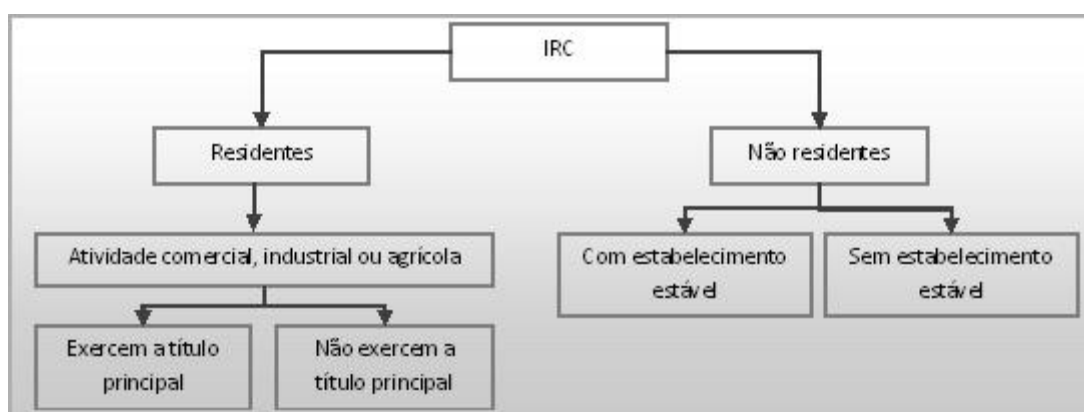 IRC
Residentes
Não residentes
Atividade comercial, industrial ou agrícola
Com estabelecimento
estável
Sem estabelecimento
estável
Exercem a título
principal
Não exercem a
título principal